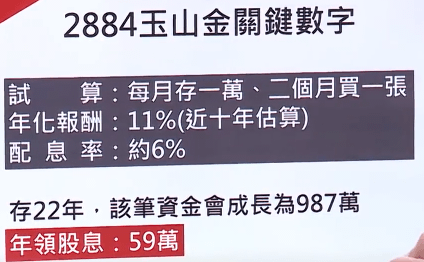 2884玉山金關鍵數字
試　　算：每月存一萬、二個月買一張
年化報酬：11%(近十年估算)
配 息 率：約6%
存22年，該筆資金會成長為987萬
年領股息：59萬